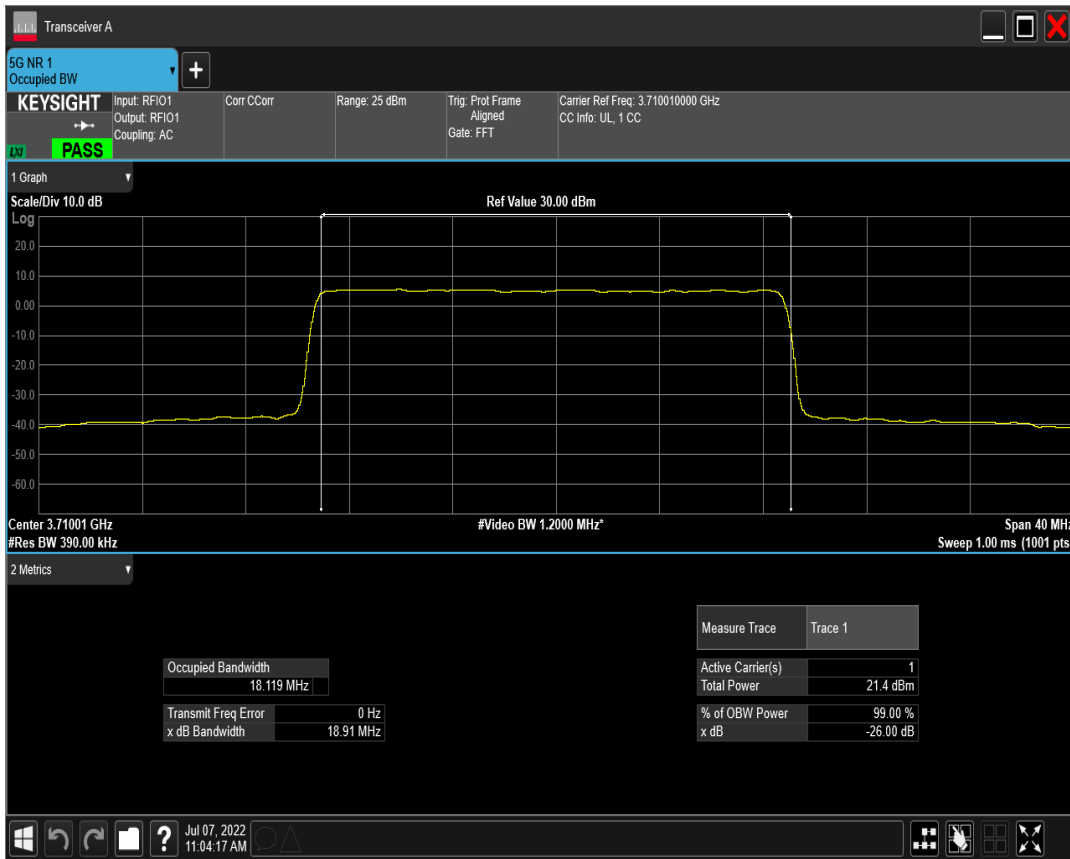 Transceiver A
5G NR 1
Occupied BW
KEYSIGHT
LXI
PASS
Input: RFIO1
Output: RFIO1
Coupling: AC
Corr CCorr
Range: 25 dBm
Trig: Prot Frame
Aligned
Gate: FFT
Carrier Ref Freq: 3.710010000 GHz
CC Info: UL, 1 CC
1 Graph
Scale/Div 10.0 dB
Ref Value 30.00 dBm
Log
20.0
10.0
0.00
-10.0
-20.0
-30.0
-40.0
-50.0
-60.0
Center 3.71001 GHz
#Video BW 1.2000 MHz*
Span 40 MHz
#Res BW 390.00 kHz
Sweep 1.00 ms (1001 pts
2 Metrics
Measure Trace Trace 1
Occupied Bandwidth
18.119 MHz
Active Carrier(s) 1
Total Power 21.4 dBm
Transmit Freq Error 0 Hz
x dB Bandwidth 18.91 MHz
% of OBW Power 99.00 %
x dB -26.00 dB
?
Jul 07, 2022
11:04:17 AM